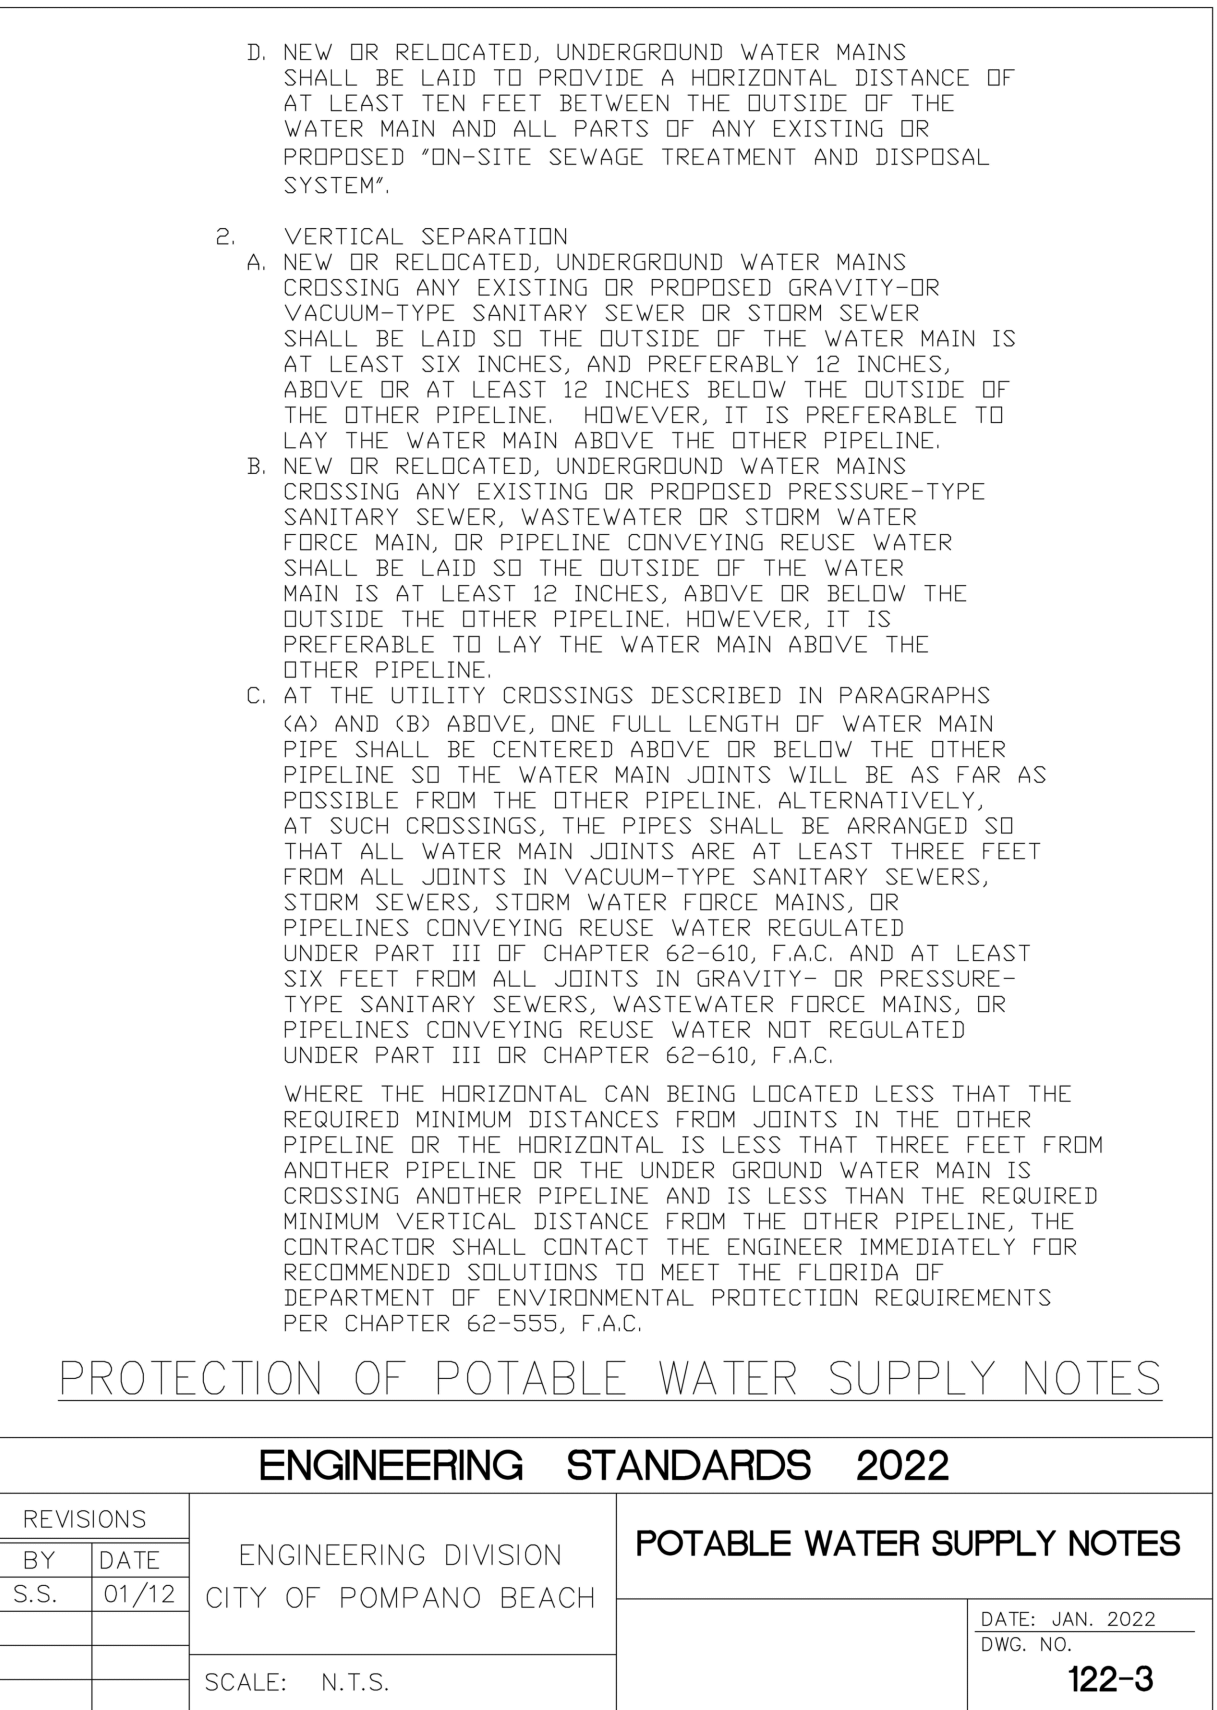 D. NEW OR RELOCATED, UNDERGROUND WATER MAINS
SHALL BE LAID TO PROVIDE A HORIZONTAL DISTANCE OF
AT LEAST TEN FEET BETWEEN THE OUTSIDE OF THE
WATER MAIN AND ALL PARTS OF ANY EXISTING OR
PROPOSED "ON-SITE SEWAGE TREATMENT AND DISPOSAL
SYSTEM".
2. VERTICAL SEPARATION
A. NEW OR RELOCATED, UNDERGROUND WATER MAINS
CROSSING ANY EXISTING OR PROPOSED GRAVITY-OR
VACUUM-TYPE SANITARY SEWER OR STORM SEWER
SHALL BE LAID SO THE OUTSIDE OF THE WATER MAIN IS
AT LEAST SIX INCHES, AND PREFERABLY 12 INCHES,
ABOVE OR AT LEAST 12 INCHES BELOW THE OUTSIDE OF
THE OTHER PIPELINE. HOWEVER, IT IS PREFERABLE TO
LAY THE WATER MAIN ABOVE THE OTHER PIPELINE.
B. NEW OR RELOCATED, UNDERGROUND WATER MAINS
CROSSING ANY EXISTING OR PROPOSED PRESSURE-TYPE
SANITARY SEWER, WASTEWATER OR STORM WATER
FORCE MAIN, OR PIPELINE CONVEYING REUSE WATER
SHALL BE LAID SO THE OUTSIDE OF THE WATER
MAIN IS AT LEAST 12 INCHES, ABOVE OR BELOW THE
OUTSIDE THE OTHER PIPELINE. HOWEVER, IT IS
PREFERABLE TO LAY THE WATER MAIN ABOVE THE
OTHER PIPELINE.
C. AT THE UTILITY CROSSINGS DESCRIBED IN PARAGRAPHS
(A) AND (B) ABOVE, ONE FULL LENGTH OF WATER MAIN
PIPE SHALL BE CENTERED ABOVE OR BELOW THE OTHER
PIPELINE SO THE WATER MAIN JOINTS WILL BE AS FAR AS
POSSIBLE FROM THE OTHER PIPELINE. ALTERNATIVELY,
AT SUCH CROSSINGS, THE PIPES SHALL BE ARRANGED SO
THAT ALL WATER MAIN JOINTS ARE AT LEAST THREE FEET
FROM ALL JOINTS IN VACUUM-TYPE SANITARY SEWERS,
STORM SEWERS, STORM WATER FORCE MAINS, OR
PIPELINES CONVEYING REUSE WATER REGULATED
UNDER PART III OF CHAPTER 62-610, F.A.C. AND AT LEAST
SIX FEET FROM ALL JOINTS IN GRAVITY- OR PRESSURE-
TYPE SANITARY SEWERS, WASTEWATER FORCE MAINS, OR
PIPELINES CONVEYING REUSE WATER NOT REGULATED
UNDER PART III OR CHAPTER 62-610, F.A.C.
WHERE THE HORIZONTAL CAN BEING LOCATED LESS THAT THE
REQUIRED MINIMUM DISTANCES FROM JOINTS IN THE OTHER
PIPELINE OR THE HORIZONTAL IS LESS THAT THREE FEET FROM
ANOTHER PIPELINE OR THE UNDER GROUND WATER MAIN IS
CROSSING ANOTHER PIPELINE AND IS LESS THAN THE REQUIRED
MINIMUM VERTICAL DISTANCE FROM THE OTHER PIPELINE, THE
CONTRACTOR SHALL CONTACT THE ENGINEER IMMEDIATELY FOR
RECOMMENDED SOLUTIONS TO MEET THE FLORIDA OF
DEPARTMENT OF ENVIRONMENTAL PROTECTION REQUIREMENTS
PER CHAPTER 62-555, F.A.C.
PROTECTION OF POTABLE WATER SUPPLY NOTES
ENGINEERING STANDARDS 2022
REVISIONS
BY DATE
S.S. 01/12
ENGINEERING DIVISION
CITY OF POMPANO BEACH
SCALE: N.T.S.
POTABLE WATER SUPPLY NOTES
DATE: JAN. 2022
DWG. NO.
122-3